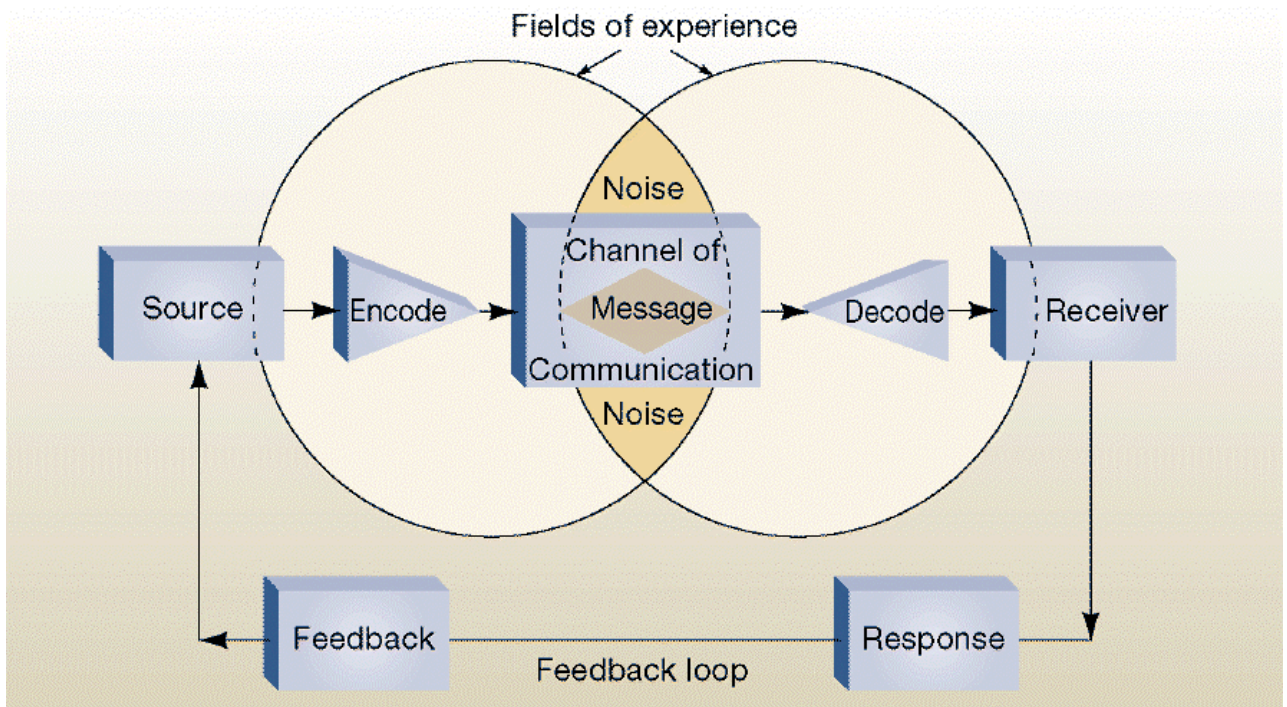 Fields of experience
Noise
Channel of
Source
Encode
Message
Decode
Receiver
Communication
Noise
Feedback
Response
Feedback loop